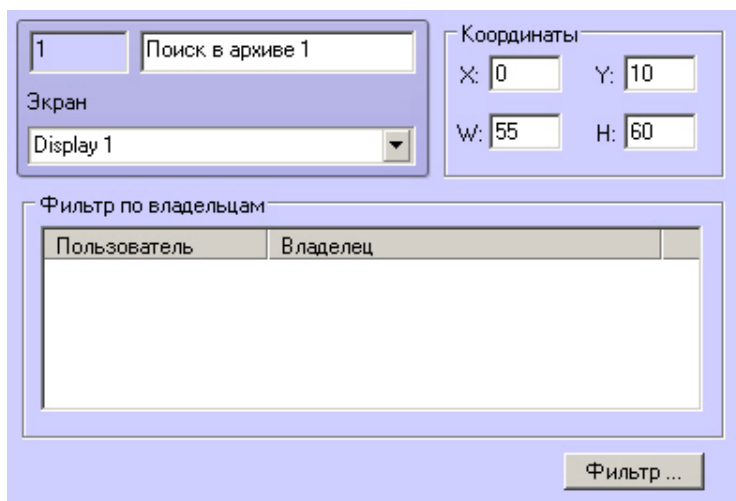 1
Поиск в архиве 1
Экран
Display 1
Координаты
X: 0 Y: 10
W: 55 H: 60
Фильтр по владельцам
Пользователь Владелец
Фильтр ...